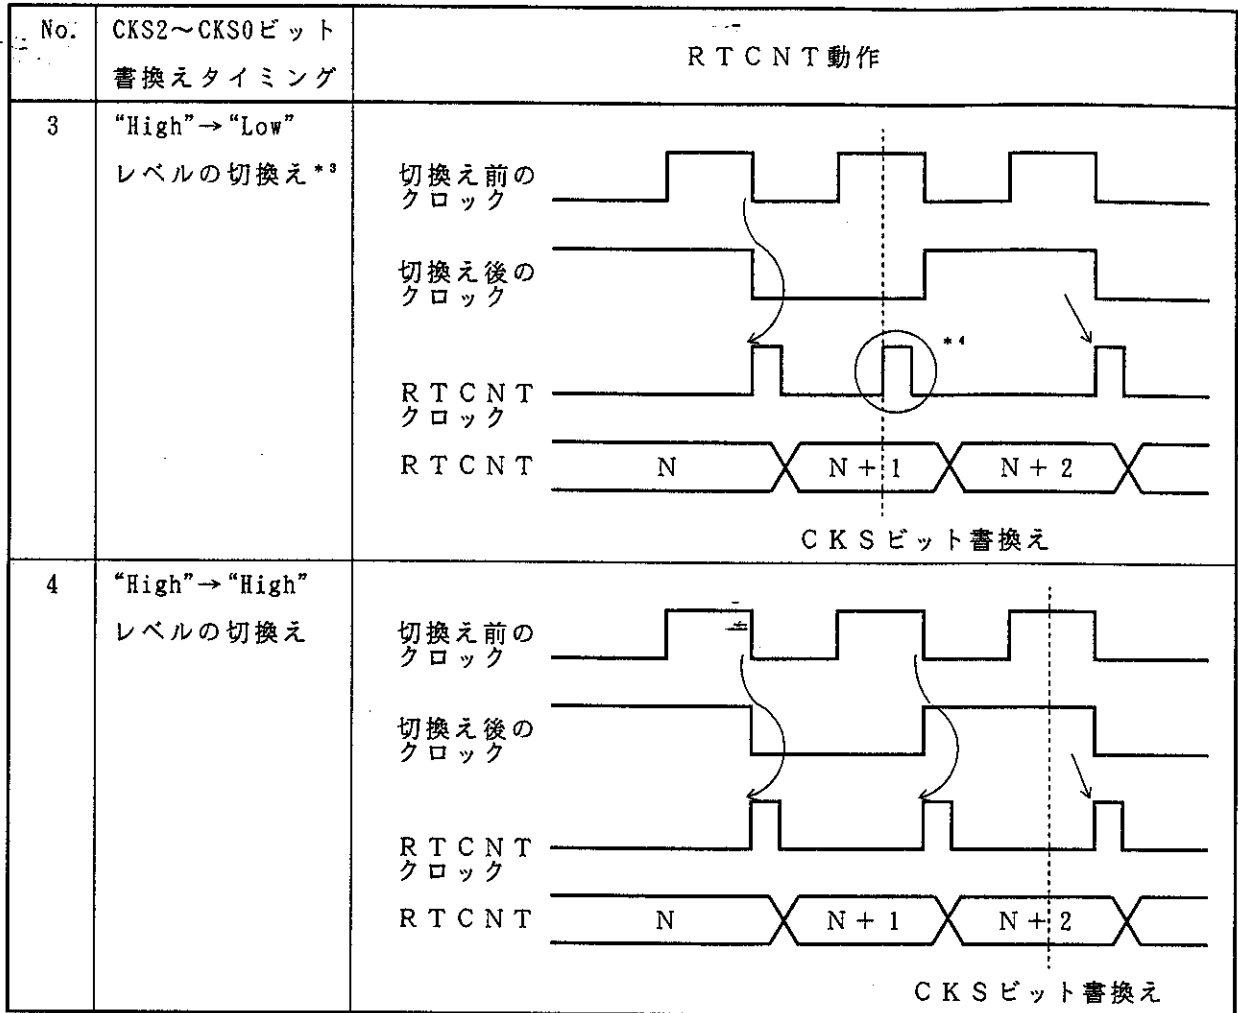 No.
CKS2～CKS0ビット
書換えタイミング
RTCNT動作
3
“High”→“Low”
レベルの切換え*3
切換え前の
クロック
切換え後の
クロック
*4
RTCNT
クロック
RTCNT
N
N+1
N+2
CKSビット書換え
4
“High”→“High”
レベルの切換え
切換え前の
クロック
切換え後の
クロック
RTCNT
クロック
RTCNT
N
N+1
N+2
CKSビット書換え